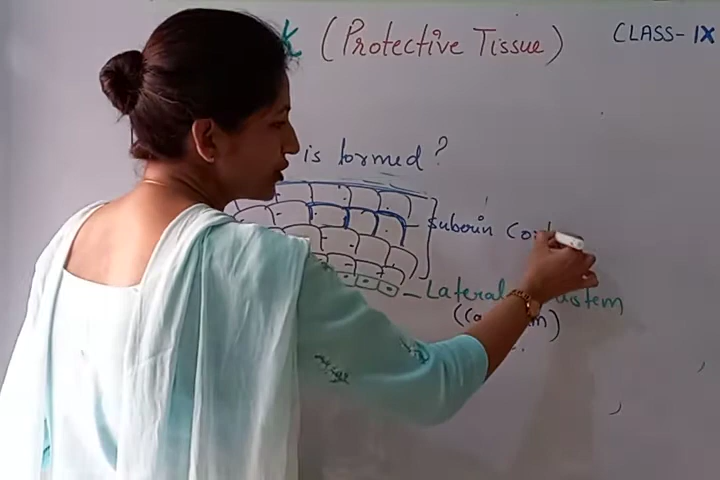 K (Protective Tissue)
CLASS-IX
is formed?
Suberin
Lateral